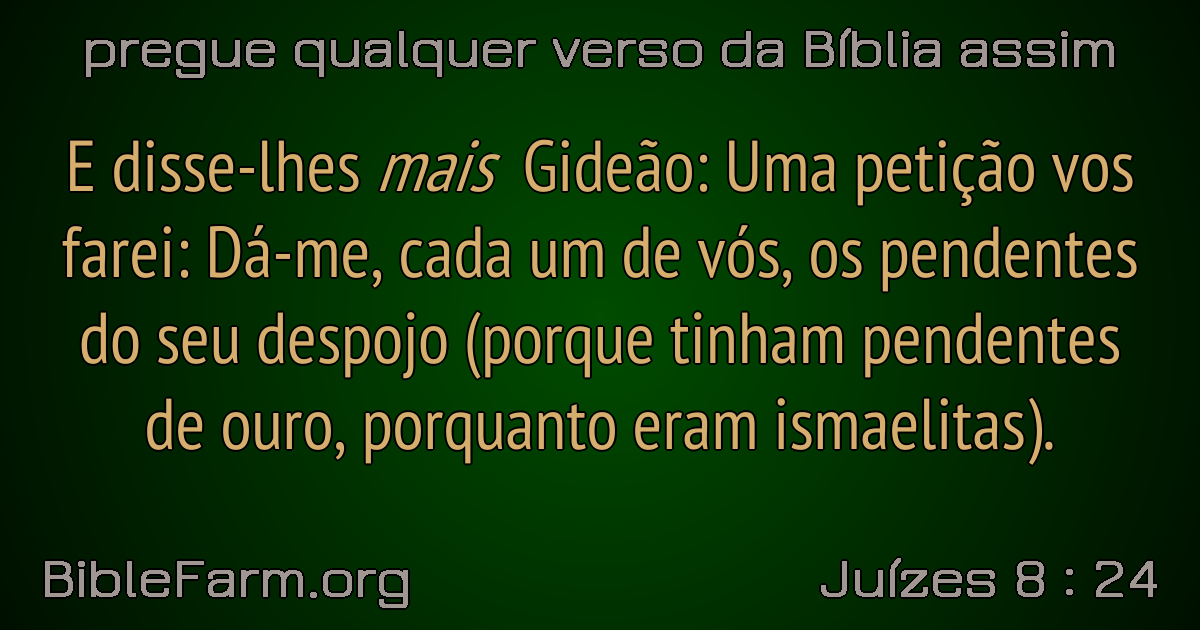 pregue qualquer verso da Bíblia assim
E disse-lhes mais Gideão: Uma petição vos
farei: Dá-me, cada um de vós, os pendentes
do seu despojo (porque tinham pendentes
de ouro, porquanto eram ismaelitas).
BibleFarm.org
Juízes 8 : 24